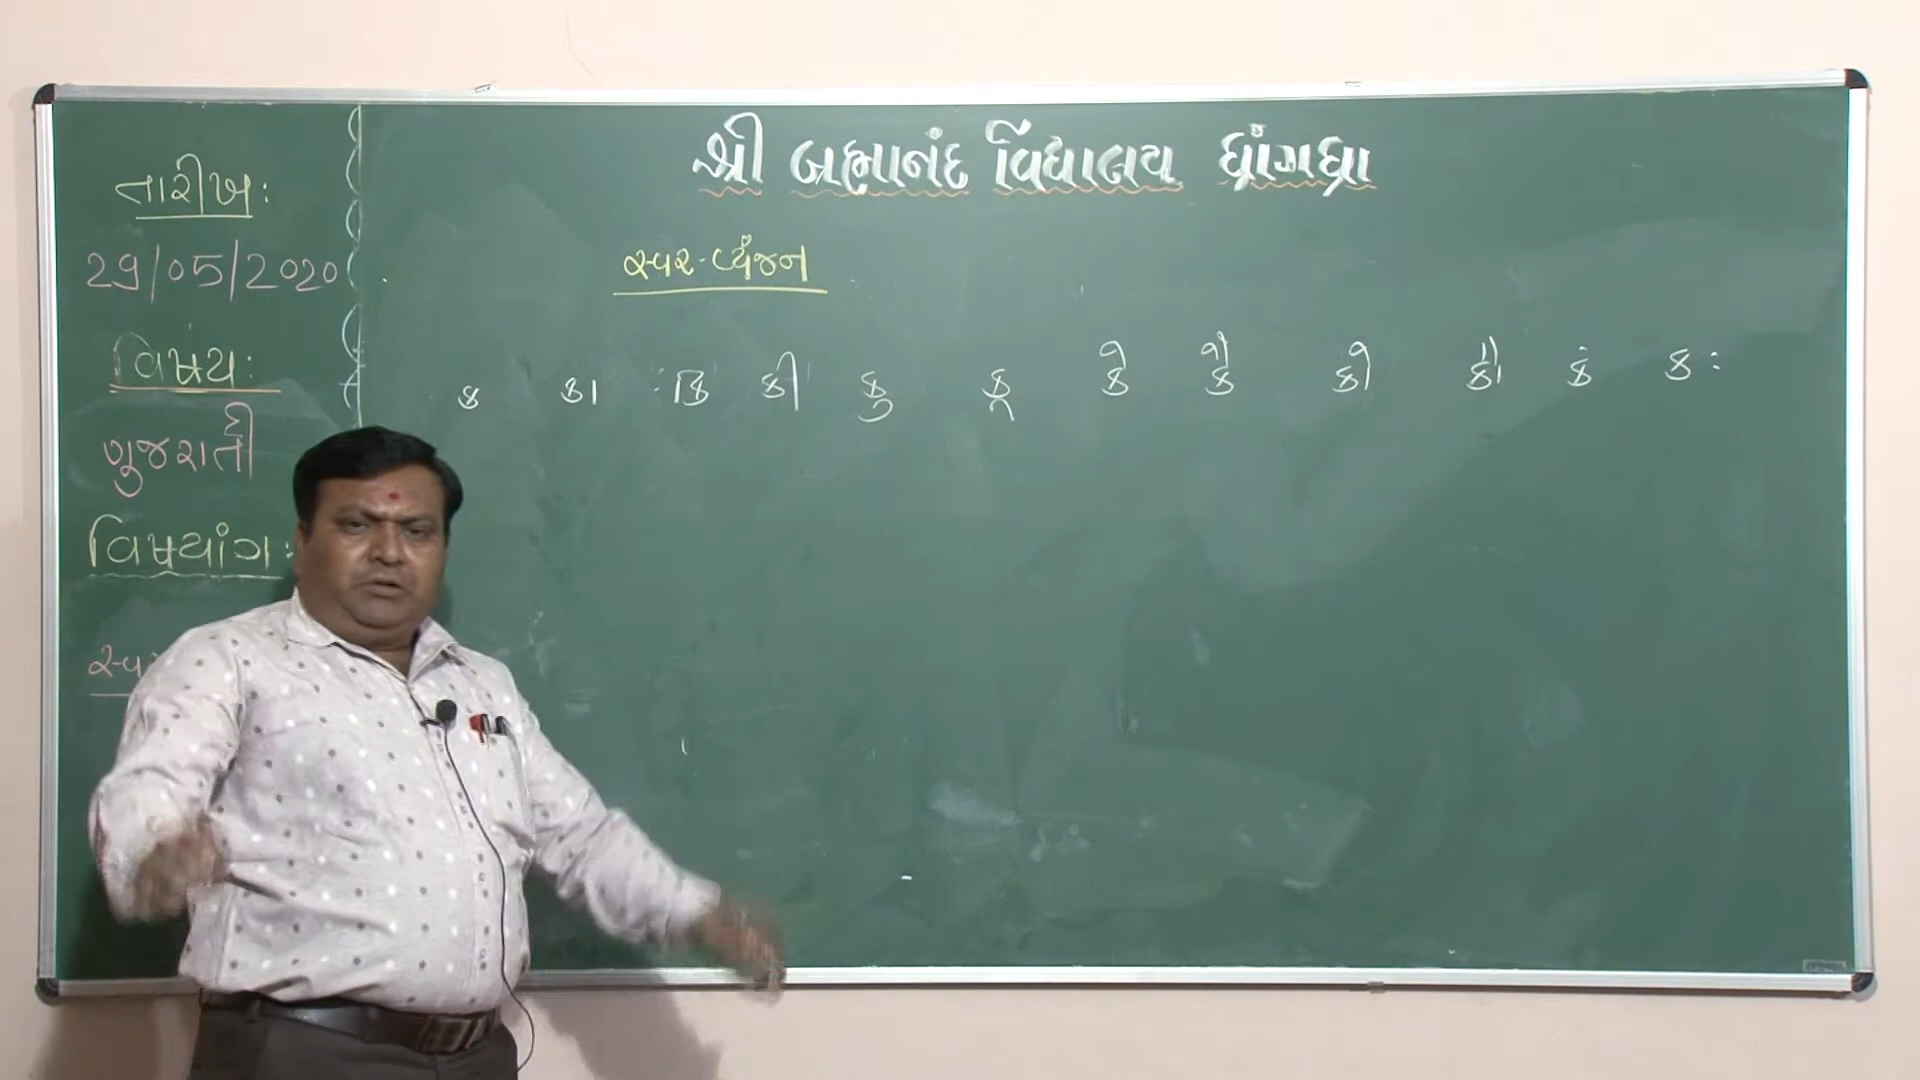 શ્રી બ્રહ્માનંદ વિદ્યાલય ધ્રાંગધ્રા
તારીખ:
29/05/2020
વિષય:
ગુજરાતી
વિષયાંગ:
સ્વર-વ્યંજન
ક કા કિ કી કુ કૂ કે કૈ કો કૌ કં ક: